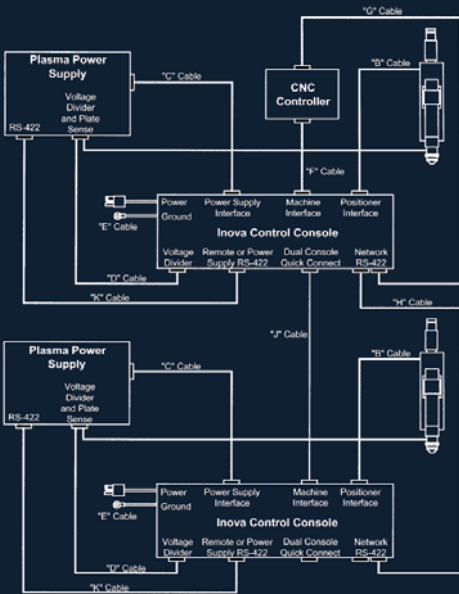 "G" Cable
Plasma Power
Supply
"C" Cable
"B" Cable
CNC
Controller
Voltage
Divider
and Plate
Sense
RS-422
"F" Cable
Power
Ground
Power Supply
Interface
Machine
Interface
Positioner
Interface
"E" Cable
Inova Control Console
Voltage
Divider
Remote or Power
Supply RS-422
Dual Console
Quick Connect
Network
RS-422
"D" Cable
"K" Cable
"H" Cable
"J" Cable
Plasma Power
Supply
"C" Cable
"B" Cable
Voltage
Divider
and Plate
Sense
RS-422
Power
Ground
Power Supply
Interface
Machine
Interface
Positioner
Interface
"E" Cable
Inova Control Console
Voltage
Divider
Remote or Power
Supply RS-422
Dual Console
Quick Connect
Network
RS-422
"D" Cable
"K" Cable